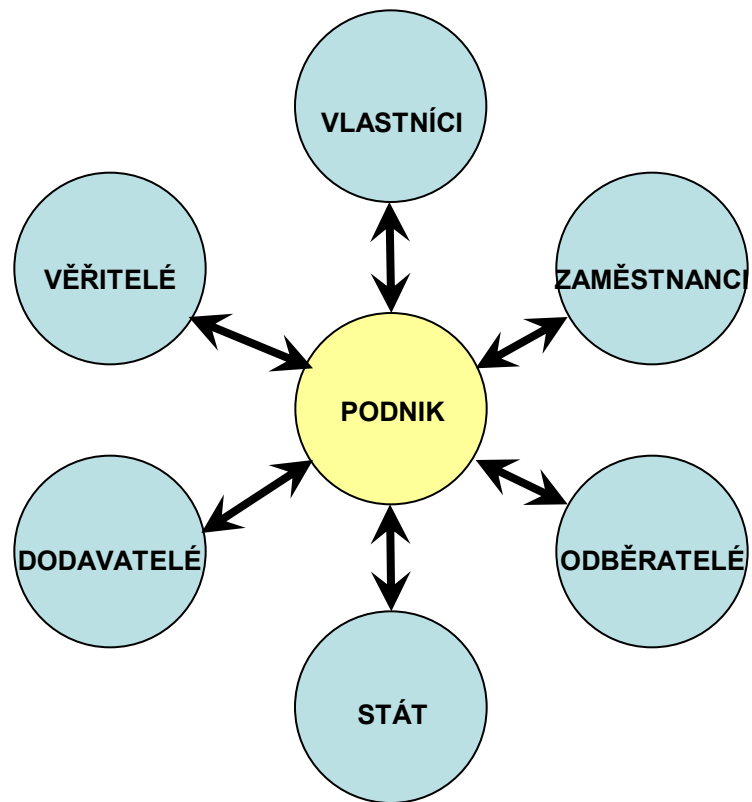 VLASTNÍCI
VĚŘITELÉ
ZAMĚSTNANCI
PODNIK
DODAVATELÉ
ODBĚRATELÉ
STÁT